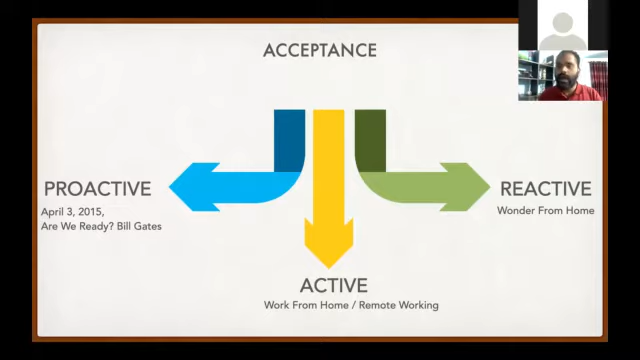 ACCEPTANCE
PROACTIVE
April 3, 2015,
Are We Ready? Bill Gates
REACTIVE
Wonder From Home
ACTIVE
Work From Home / Remote Working